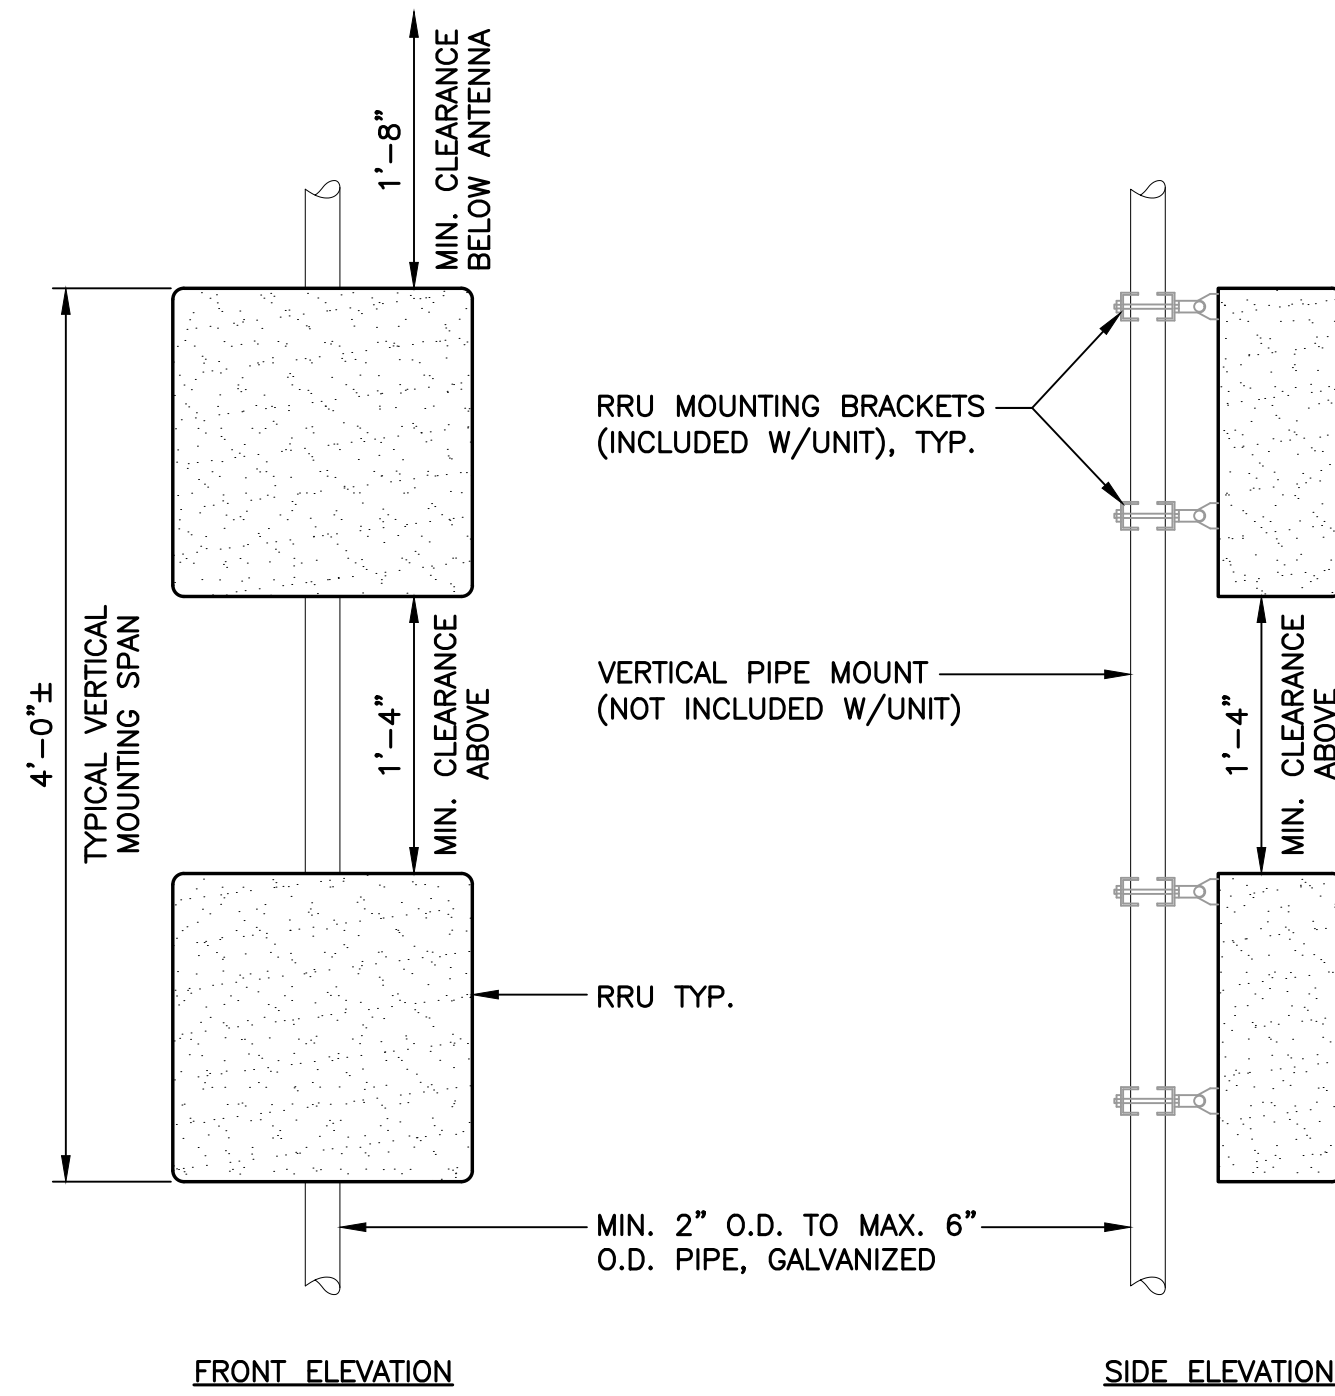 1'-8"
MIN. CLEARANCE
BELOW ANTENNA
4'-0"±
TYPICAL VERTICAL
MOUNTING SPAN
1'-4"
MIN. CLEARANCE
ABOVE
RRU MOUNTING BRACKETS
(INCLUDED W/UNIT), TYP.
VERTICAL PIPE MOUNT
(NOT INCLUDED W/UNIT)
1'-4"
MIN. CLEARANCE
ABOVE
RRU TYP.
MIN. 2" O.D. TO MAX. 6"
O.D. PIPE, GALVANIZED
FRONT ELEVATION
SIDE ELEVATION